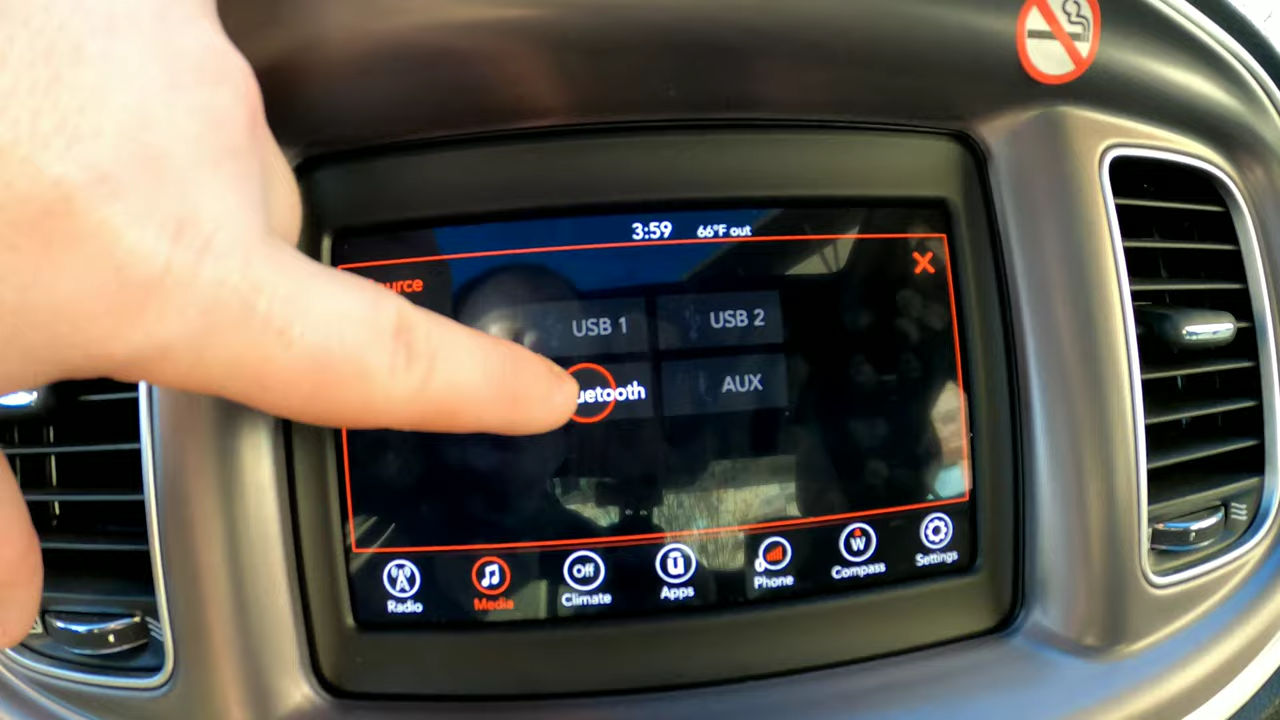 3:59 66°F out
ource
USB 1 USB 2
uetooth AUX
Off
W
Radio Media Climate Apps Phone Compass Settings